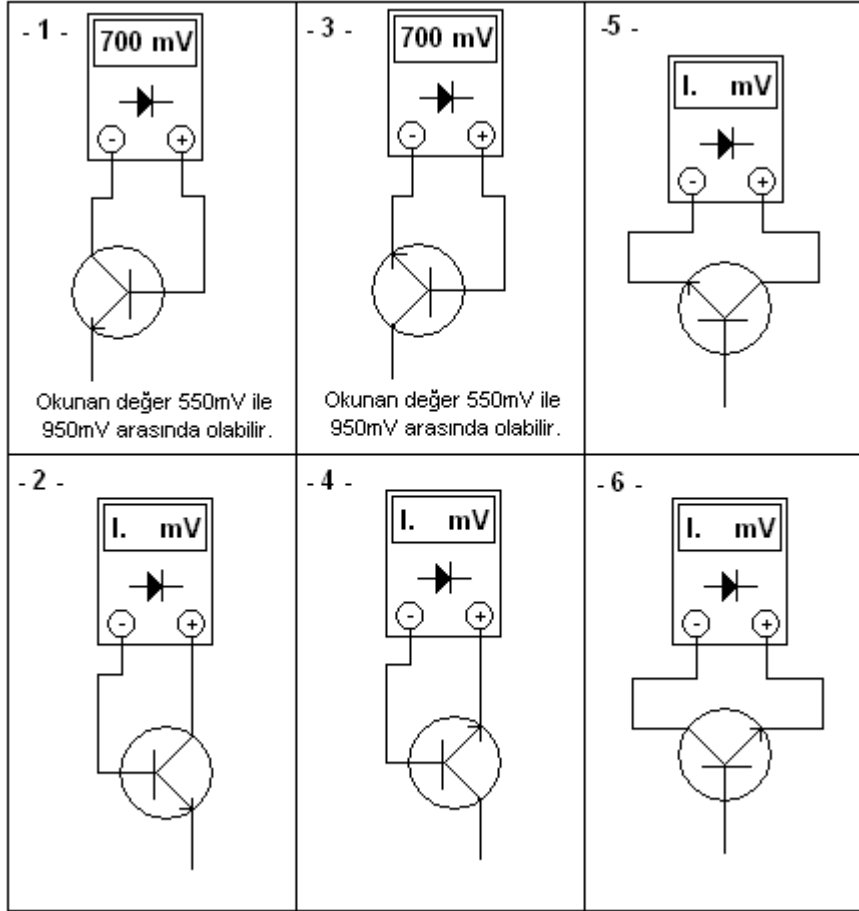 - 1 -
700 mV
- +
Okunan değer 550mV ile
950mV arasında olabilir.
- 3 -
700 mV
- +
Okunan değer 550mV ile
950mV arasında olabilir.
-5 -
I. mV
- +
- 2 -
I. mV
- +
- 4 -
I. mV
- +
- 6 -
I. mV
- +